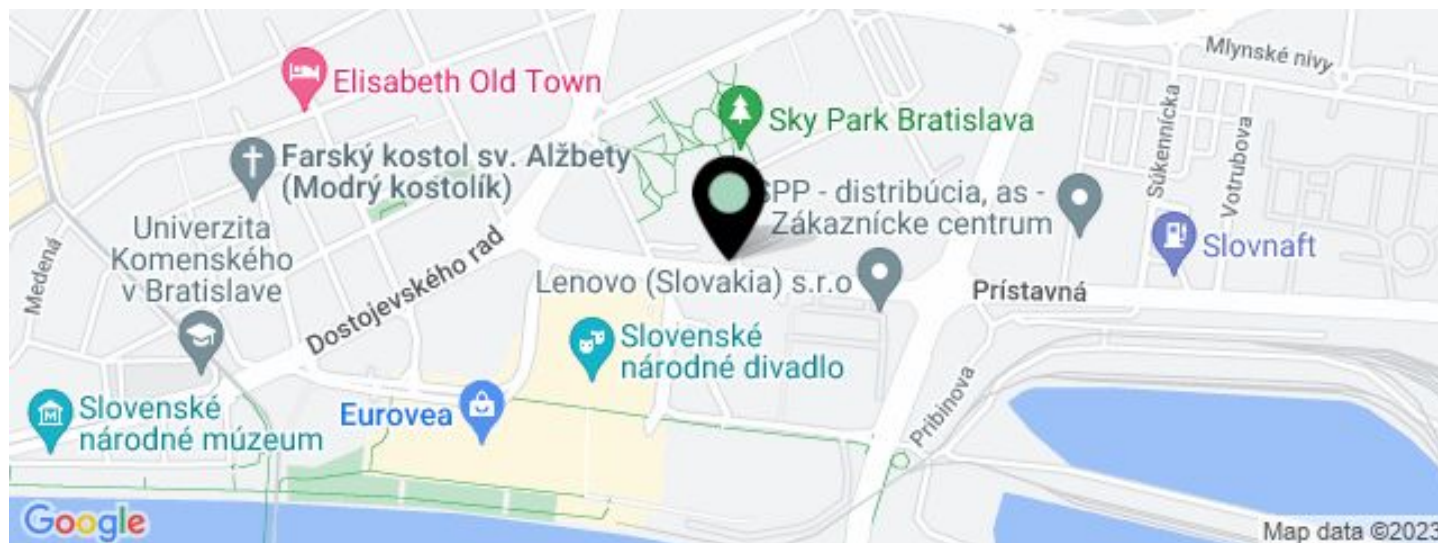 Mlynské nivy
Elisabeth Old Town
Sky Park Bratislava
Súkennícka
Votrubova
Farský kostol sv. Alžbety
(Modrý kostolík)
SPP - distribúcia, as -
Zákaznícke centrum
Slovnaft
Univerzita
Komenského
v Bratislave
Medená
Dostojevského rad
Lenovo (Slovakia) s.r.o
Prístavná
Slovenské
národné divadlo
Pribinova
Eurovea
Slovenské
národné múzeum
Google
Map data ©2023